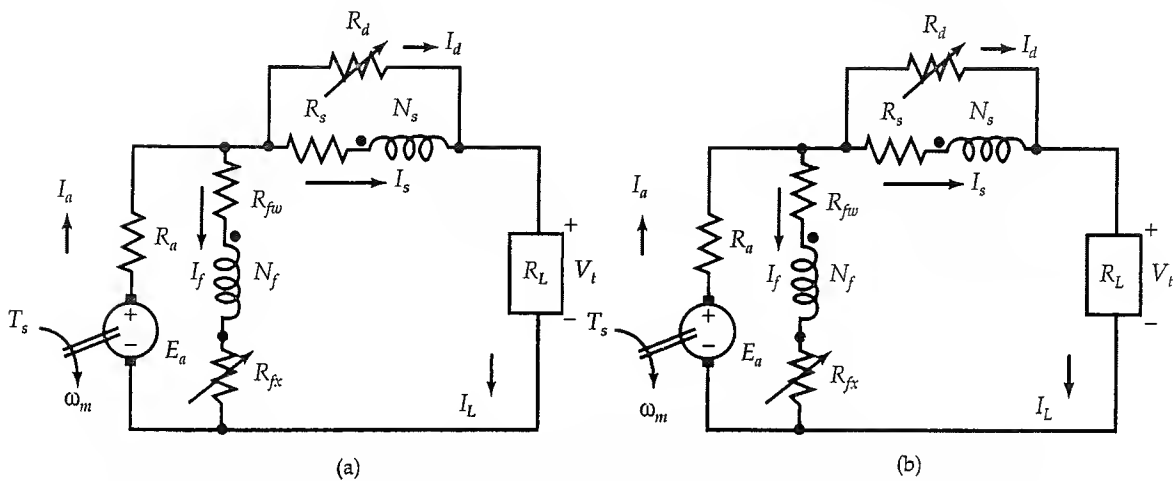 R_d
I_d
R_s
N_s
I_s
I_a
R_a
R_fw
I_f
N_f
R_L
+
V_t
−
T_s
+
−
E_a
ω_m
R_fx
I_L
(a)
R_d
I_d
R_s
N_s
I_s
I_a
R_a
R_fw
I_f
N_f
R_L
+
V_t
−
T_s
+
−
E_a
ω_m
R_fx
I_L
(b)